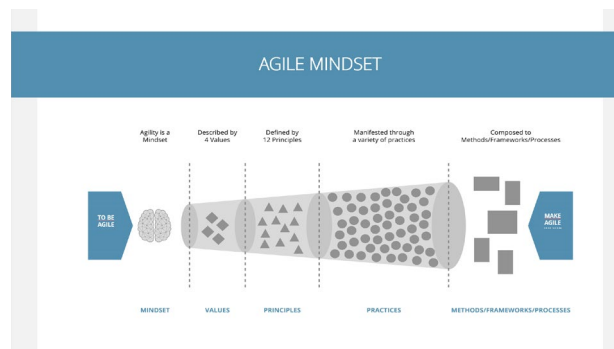 AGILE MINDSET
Agility is a
Mindset
Described by
4 Values
Defined by
12 Principles
Manifested through
a variety of practices
Composed to
Methods/Frameworks/Processes
TO BE
AGILE
MAKE
AGILE
MINDSET
VALUES
PRINCIPLES
PRACTICES
METHODS/FRAMEWORKS/PROCESSES